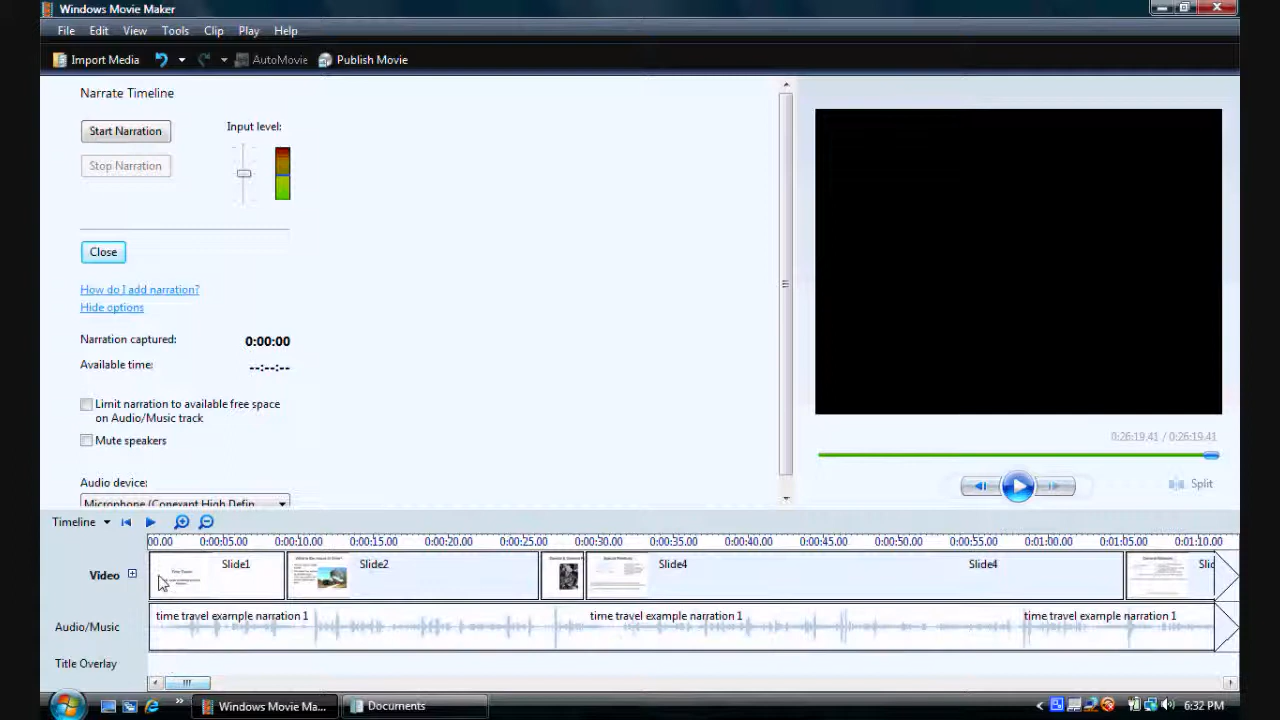 Windows Movie Maker
File Edit View Tools Clip Play Help
Import Media AutoMovie Publish Movie
Narrate Timeline
Start Narration Input level:
Stop Narration
Close
How do I add narration?
Hide options
Narration captured: 0:00:00
Available time: --:--:--
Limit narration to available free space
on Audio/Music track
Mute speakers
0:26:19.41 / 0:26:19.41
Audio device:
Microphone (Conexant High Defin
Split
Timeline
00.00 0:00:05.00 0:00:10.00 0:00:15.00 0:00:20.00 0:00:25.00 0:00:30.00 0:00:35.00 0:00:40.00 0:00:45.00 0:00:50.00 0:00:55.00 0:01:00.00 0:01:05.00 0:01:10.00
Video Slide1 Slide2 Slide4 Slide4 Slid
Audio/Music time travel example narration 1 time travel example narration 1 time travel example narration 1
Title Overlay
Windows Movie Ma... Documents 6:32 PM